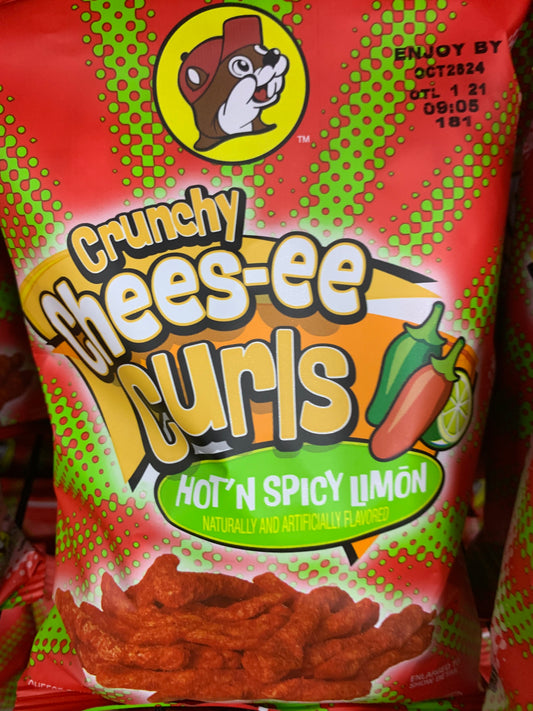 ENJOY BY
OCT2824
OTL 1 21
09:05
181
TM
Crunchy
Chees-ee
Curls
HOT'N SPICY LIMŌN
NATURALLY AND ARTIFICIALLY FLAVORED
ENLARGED TO
SHOW DETAIL